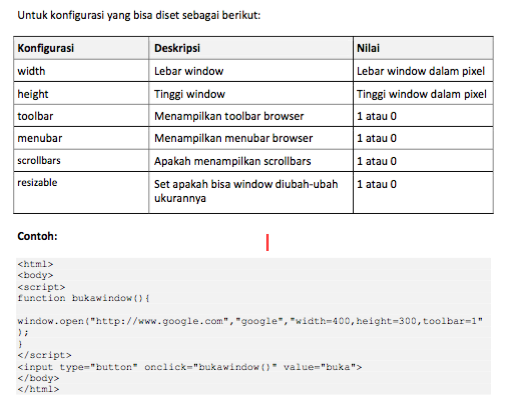 Untuk konfigurasi yang bisa diset sebagai berikut:
Konfigurasi Deskripsi Nilai
width Lebar window Lebar window dalam pixel
height Tinggi window Tinggi window dalam pixel
toolbar Menampilkan toolbar browser 1 atau 0
menubar Menampilkan menubar browser 1 atau 0
scrollbars Apakah menampilkan scrollbars 1 atau 0
resizable Set apakah bisa window diubah-ubah 1 atau 0
ukurannya
Contoh:
<html>
<body>
<script>
function bukawindow(){
window.open("http://www.google.com","google","width=400,height=300,toolbar=1"
);
}
</script>
<input type="button" onclick="bukawindow()" value="buka">
</body>
</html>